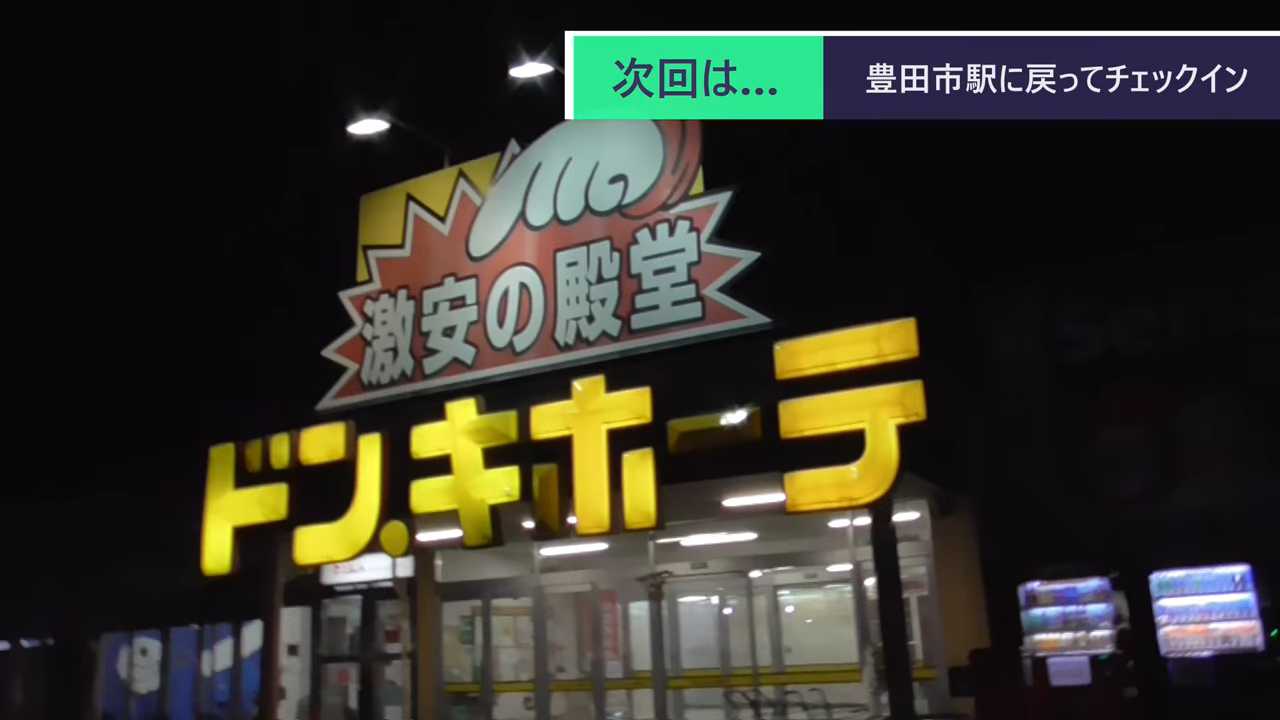 次回は...
豊田市駅に戻ってチェックイン
激安の殿堂
ドン.キホーテ